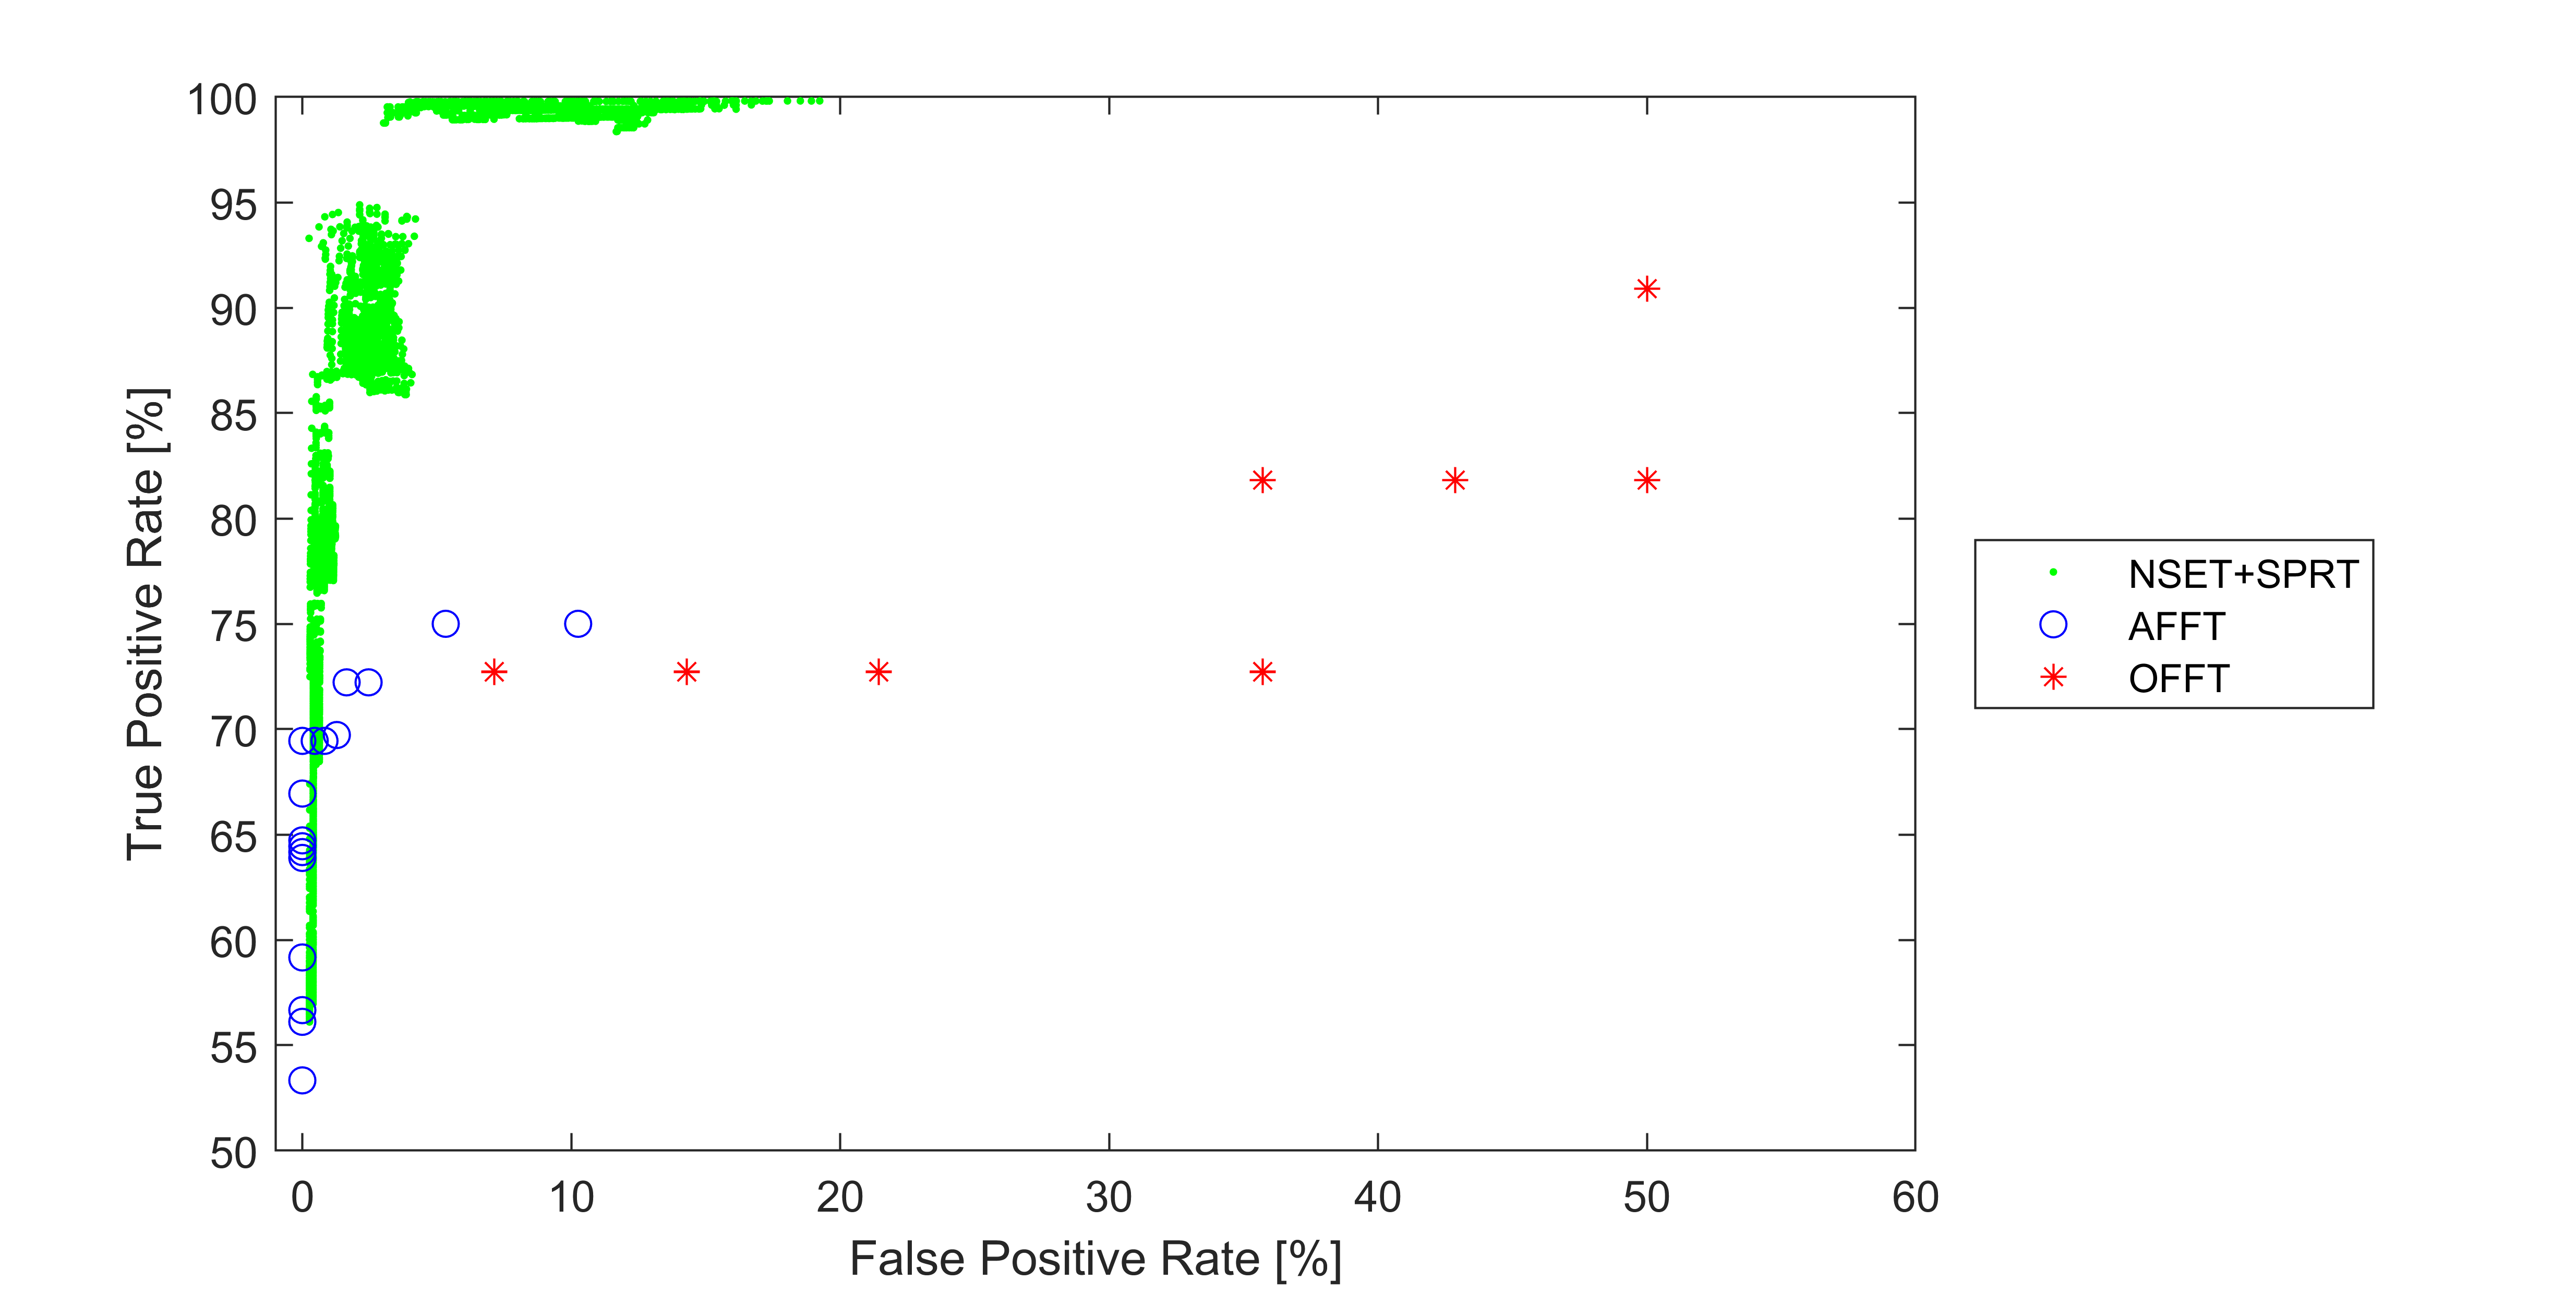 100
95
90
85
80
75
70
65
60
55
50
True Positive Rate [%]
0 10 20 30 40 50 60
False Positive Rate [%]
NSET+SPRT
AFFT
OFFT